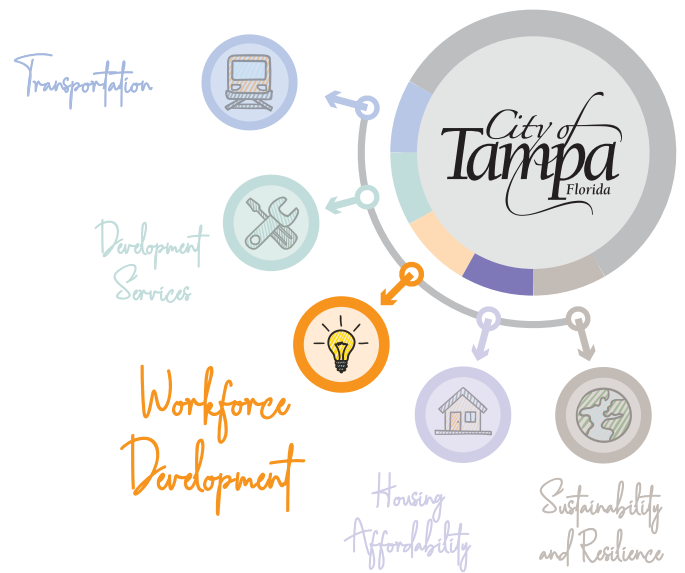 City of
Tampa
Florida
Transportation
Development
Services
Workforce
Development
Housing
Affordability
Sustainability
and Resilience